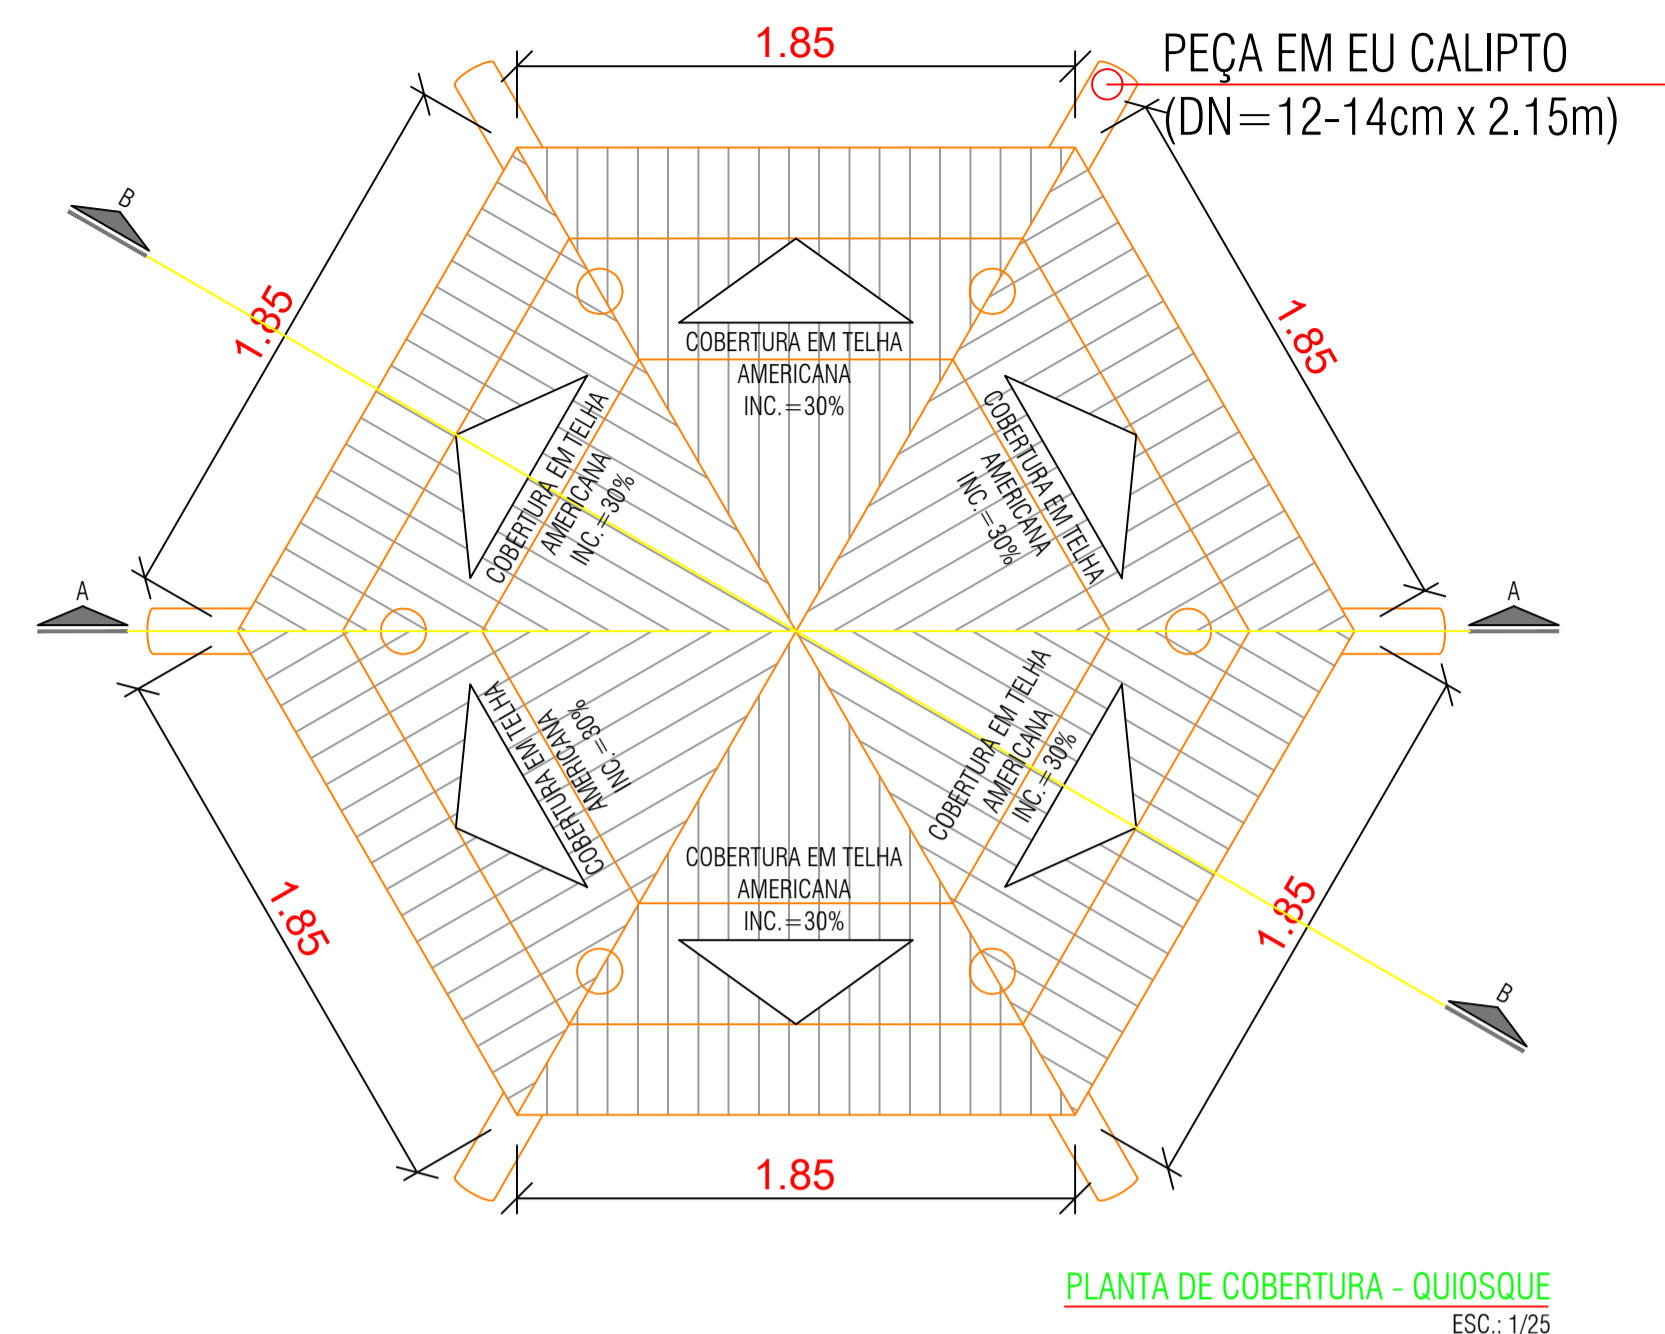 1.85
PEÇA EM EU CALIPTO
(DN=12-14cm x 2.15m)
B
1.85
1.85
COBERTURA EM TELHA
AMERICANA
INC.=30%
COBERTURA EM TELHA
AMERICANA
INC.=30%
COBERTURA EM TELHA
AMERICANA
INC.=30%
A
A
COBERTURA EM TELHA
AMERICANA
INC.=30%
COBERTURA EM TELHA
AMERICANA
INC.=30%
COBERTURA EM TELHA
AMERICANA
INC.=30%
1.85
1.85
B
1.85
PLANTA DE COBERTURA - QUIOSQUE
ESC.: 1/25